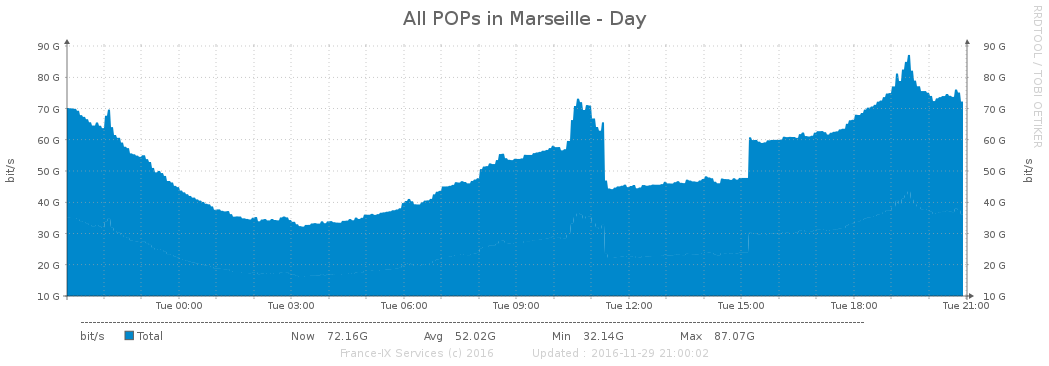 All POPs in Marseille - Day
RRDTOOL / TOBI OETIKER
90 G 90 G
80 G 80 G
70 G 70 G
60 G 60 G
50 G 50 G
40 G 40 G
30 G 30 G
20 G 20 G
10 G 10 G
bit/s
bit/s
Tue 00:00 Tue 03:00 Tue 06:00 Tue 09:00 Tue 12:00 Tue 15:00 Tue 18:00 Tue 21:00
bit/s Total Now 72.16G Avg 52.02G Min 32.14G Max 87.07G
France-IX Services (c) 2016 Updated : 2016-11-29 21:00:02